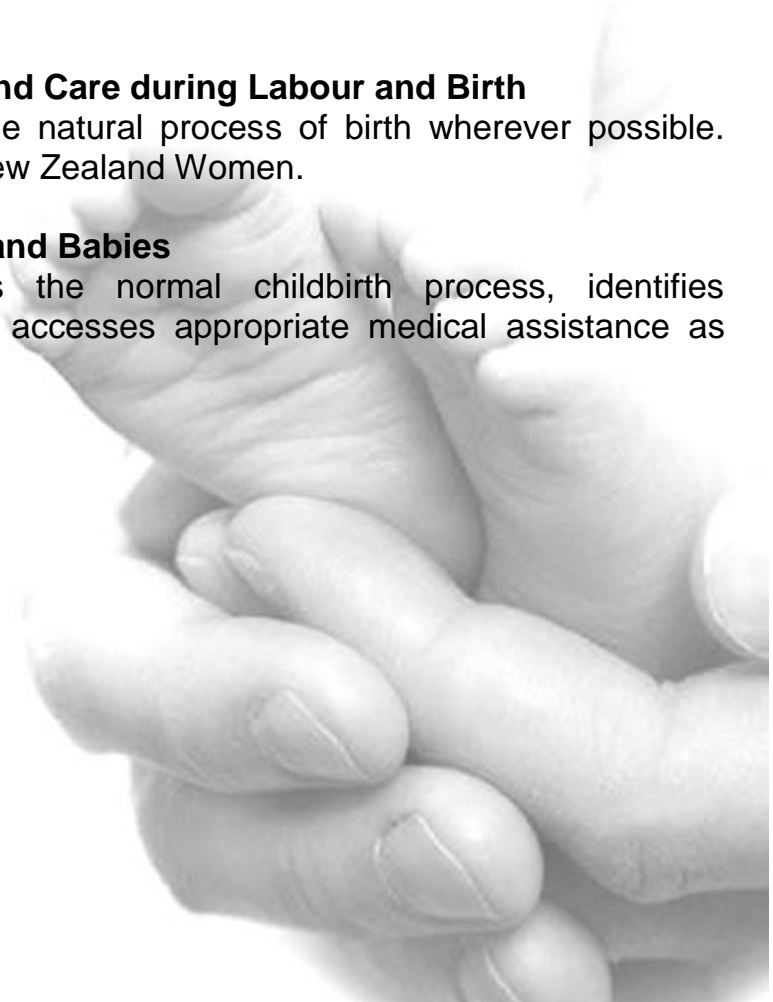 nd Care during Labour and Birth
e natural process of birth wherever possible.
ew Zealand Women.
and Babies
s the normal childbirth process, identifies
accesses appropriate medical assistance as